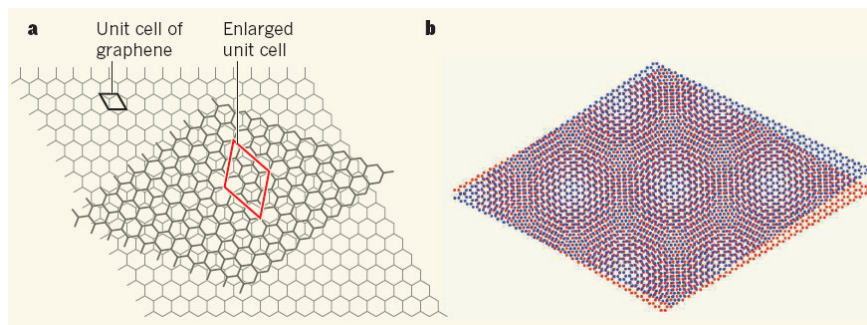 a
Unit cell of
graphene
Enlarged
unit cell
b